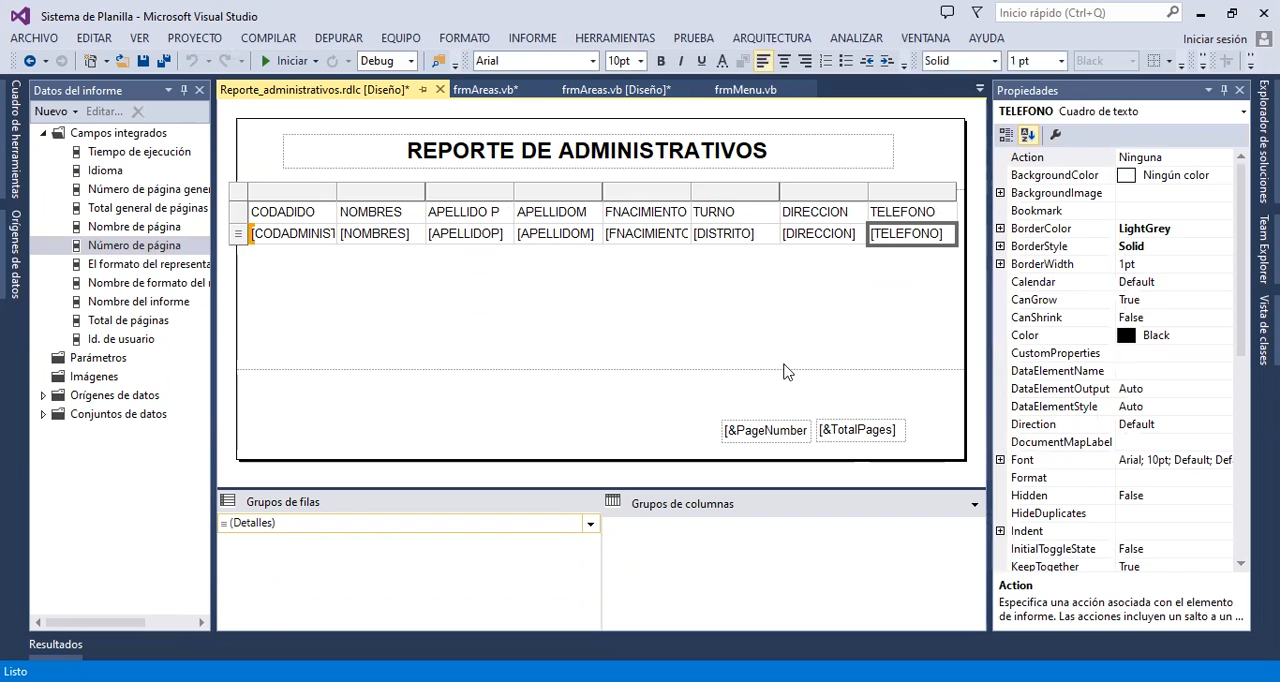 Sistema de Planilla - Microsoft Visual Studio
Inicio rápido (Ctrl+Q)
ARCHIVO EDITAR VER PROYECTO COMPILAR DEPURAR EQUIPO FORMATO INFORME HERRAMIENTAS PRUEBA ARQUITECTURA ANALIZAR VENTANA AYUDA
Iniciar sesión
Iniciar Debug Arial 10pt B I U A Solid 1 pt Black
Cuadro de herramientas
Orígenes de datos
Datos del informe
Nuevo Editar...
Campos integrados
Tiempo de ejecución
Idioma
Número de página gene
Total general de páginas
Nombre de página
Número de página
El formato del representa
Nombre de formato del r
Nombre del informe
Total de páginas
Id. de usuario
Parámetros
Imágenes
Orígenes de datos
Conjuntos de datos
Reporte_administrativos.rdlc [Diseño]* frmAreas.vb* frmAreas.vb [Diseño]* frmMenu.vb
REPORTE DE ADMINISTRATIVOS
CODADIDO NOMBRES APELLIDO P APELLIDOM FNACIMIENTO TURNO DIRECCION TELEFONO
[CODADMINIST [NOMBRES] [APELLIDOP] [APELLIDOM] [FNACIMIENTO [DISTRITO] [DIRECCION] [TELEFONO]
[&PageNumber [&TotalPages]
Grupos de filas
Grupos de columnas
(Detalles)
Propiedades
TELEFONO Cuadro de texto
Action Ninguna
BackgroundColor Ningún color
BackgroundImage
Bookmark
BorderColor LightGrey
BorderStyle Solid
BorderWidth 1pt
Calendar Default
CanGrow True
CanShrink False
Color Black
CustomProperties
DataElementName
DataElementOutput Auto
DataElementStyle Auto
Direction Default
DocumentMapLabel
Font Arial; 10pt; Default; Def
Format
Hidden False
HideDuplicates
Indent
InitialToggleState False
KeepTogether True
Action
Especifica una acción asociada con el elemento
de informe. Las acciones incluyen un salto a un ...
Explorador de soluciones
Team Explorer
Vista de clases
Resultados
Listo